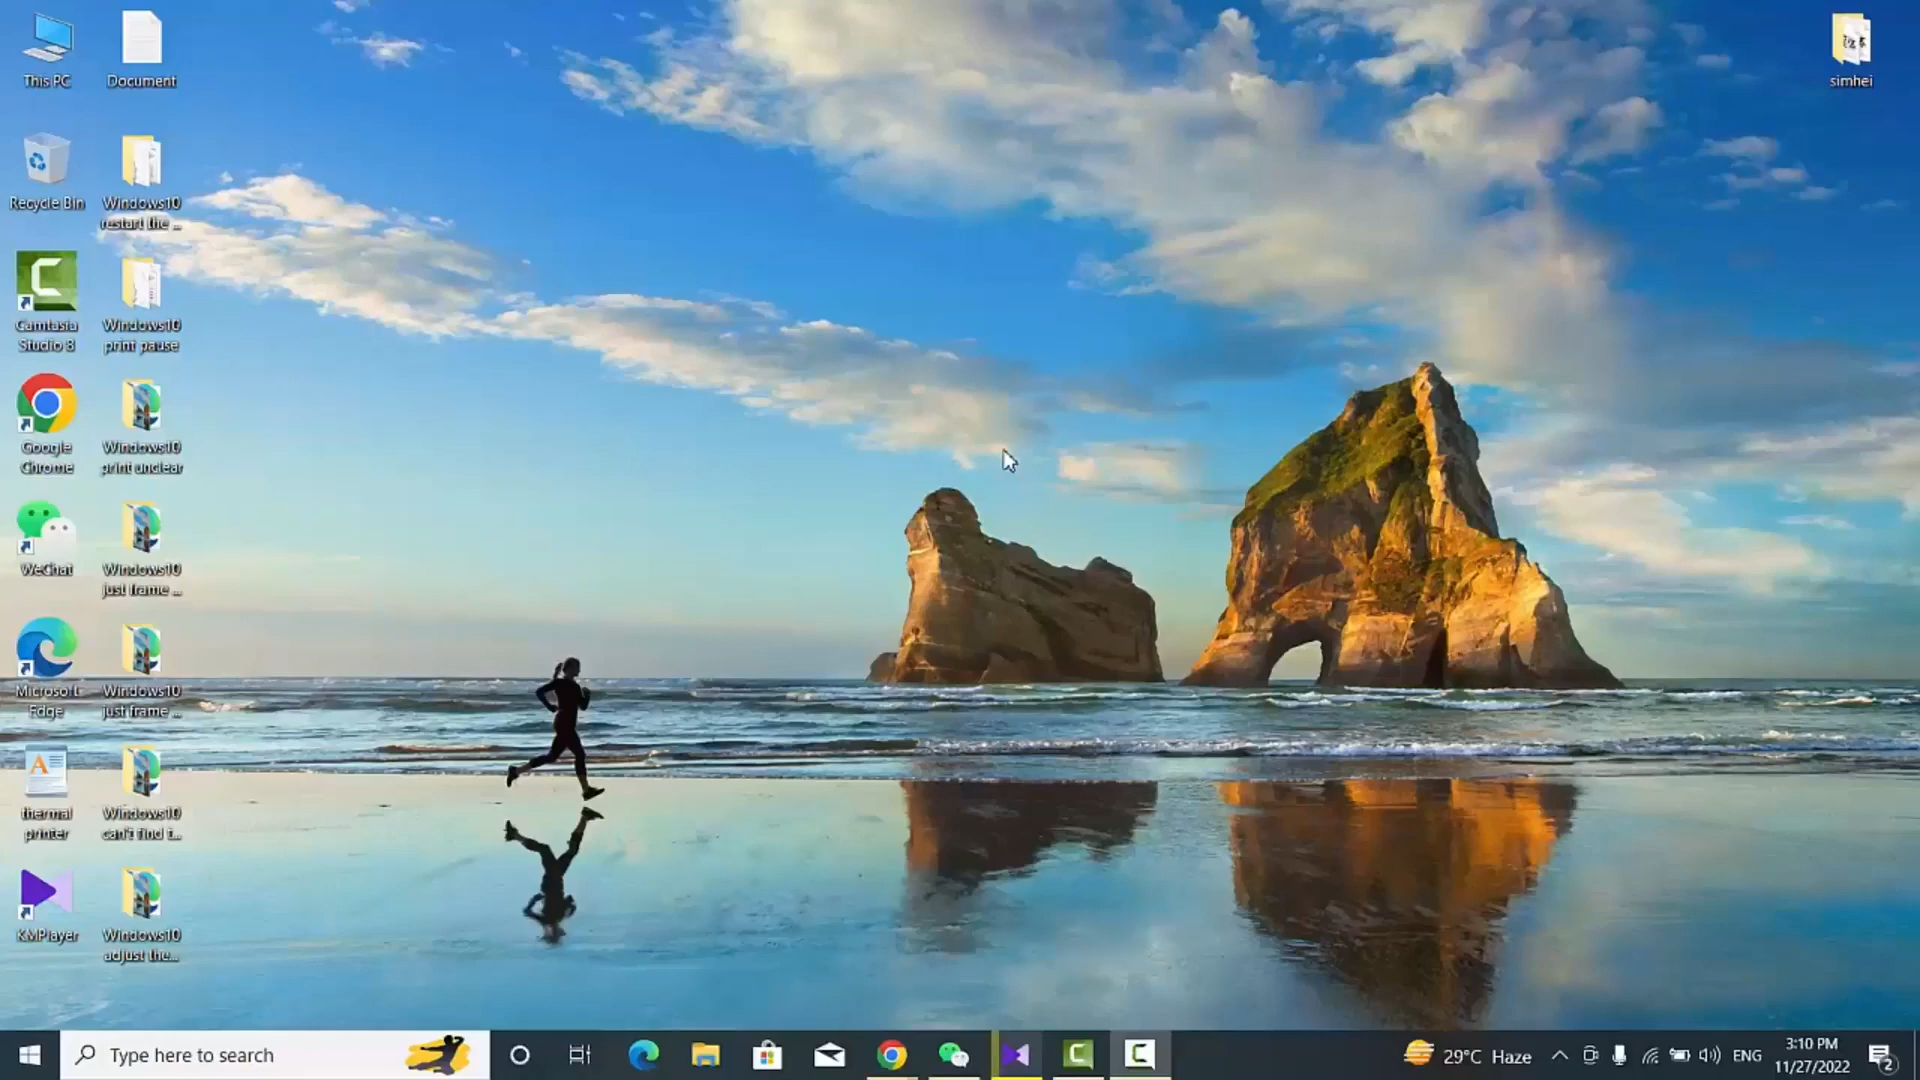 This PC
Document
simhei
Recycle Bin
Windows10
restart the ...
Camtasia
Studio 8
Windows10
print pause
Google
Chrome
Windows10
print unclear
WeChat
Windows10
just frame ...
Microsoft
Edge
Windows10
just frame ...
thermal
printer
Windows10
can't find t...
KMPlayer
Windows10
adjust the...
Type here to search
29°C Haze
ENG
3:10 PM
11/27/2022
2